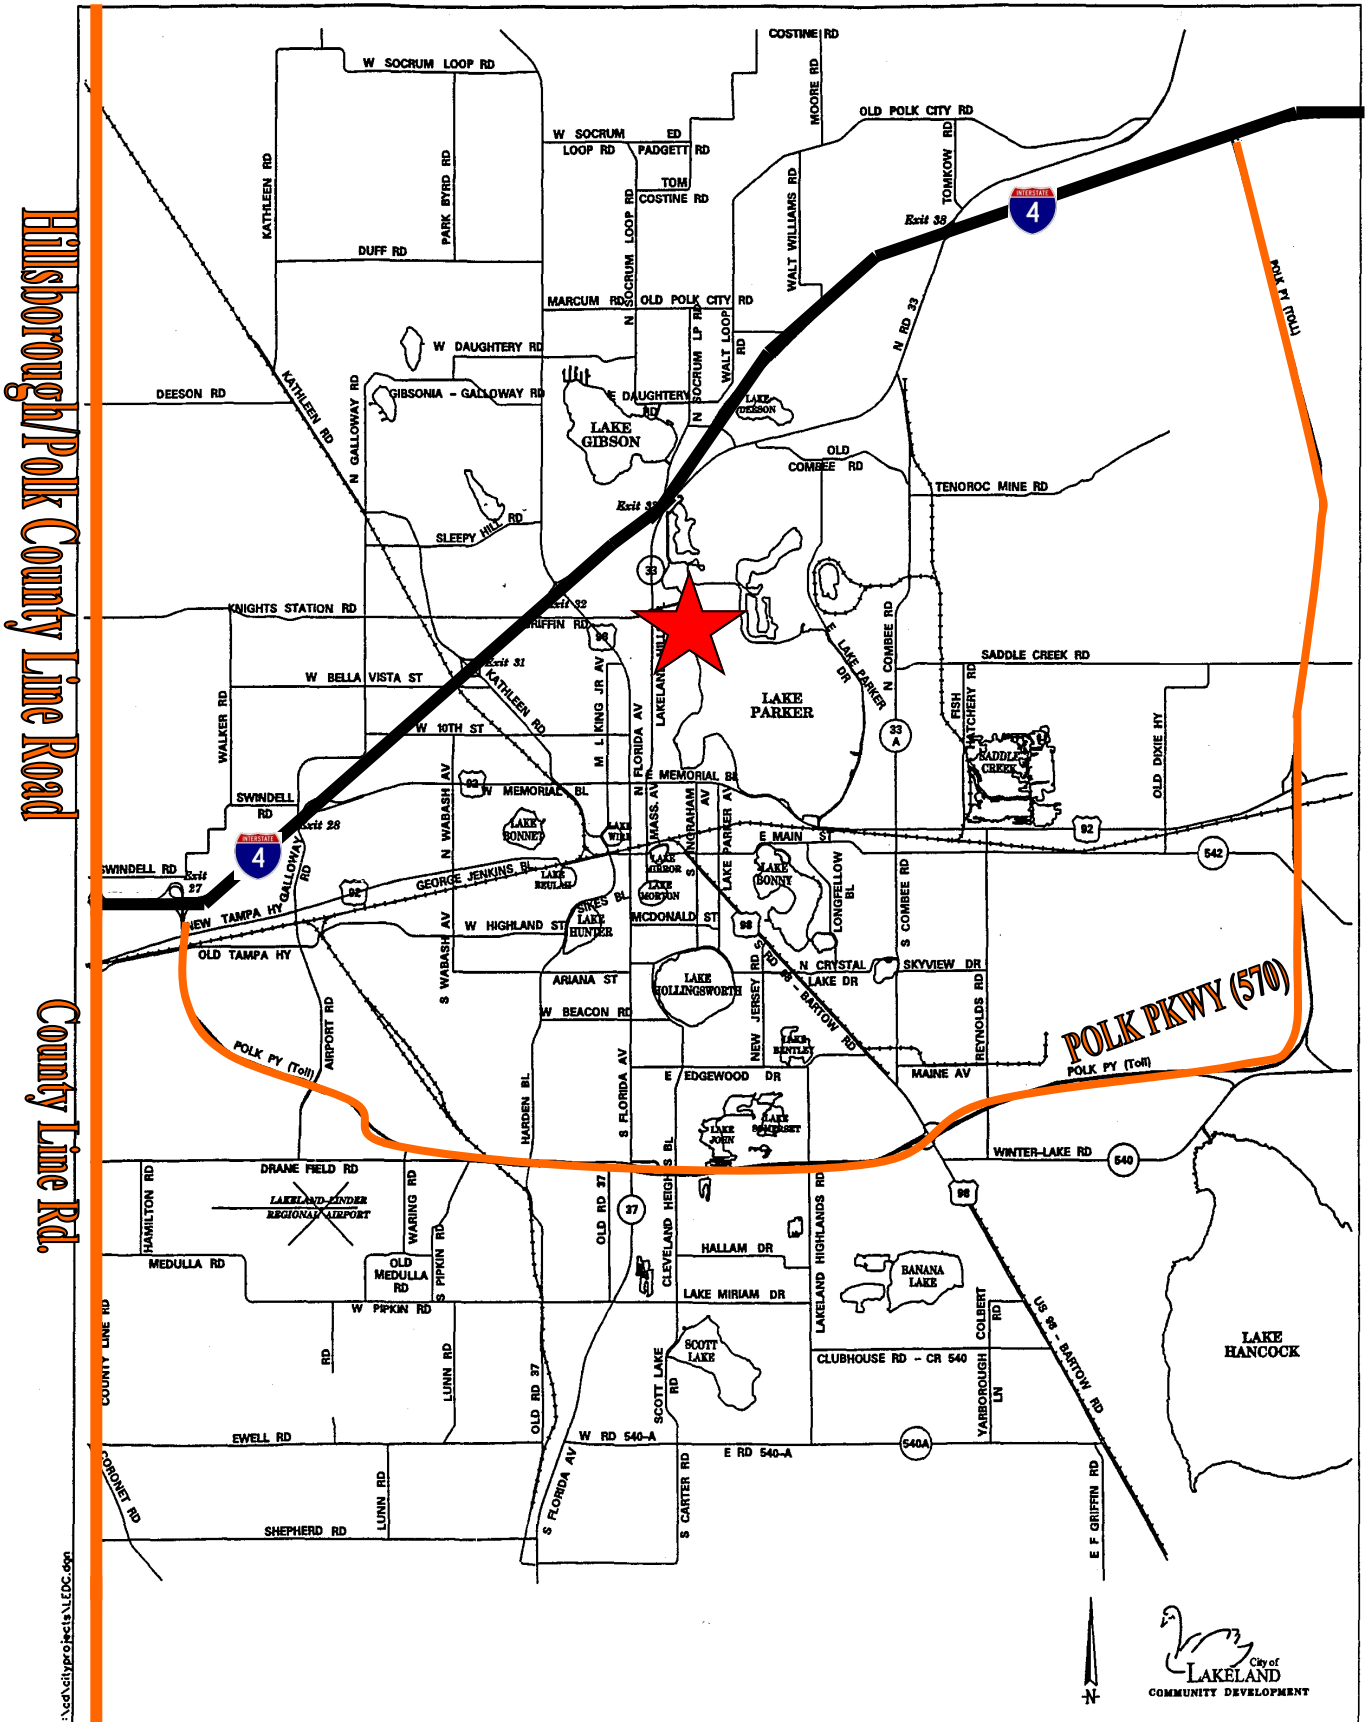 COSTINE RD
W SOCRUM LOOP RD
MOORE RD
OLD POLK CITY RD
W SOCRUM
LOOP RD
ED
PADGETT RD
TOMKOW RD
KATHLEEN RD
PARK BYRD RD
TOM
COSTINE RD
WALT WILLIAMS RD
INTERSTATE
4
Exit 38
N SOCRUM LOOP RD
DUFF RD
POLK PY (TOLL)
MARCUM RD
OLD POLK CITY RD
N RD 33
N SOCRUM LP RD
WALT LOOP
RD
W DAUGHTERY RD
KATHLEEN RD
N GALLOWAY RD
DEESON RD
GIBSONIA - GALLOWAY RD
E DAUGHTERY
RD
LAKE
DEESON
LAKE
GIBSON
OLD
COMBEE RD
TENOROC MINE RD
SLEEPY HILL RD
33
KNIGHTS STATION RD
Exit 31
98
E LAKE PARKER
DR
N COMBEE RD
SADDLE CREEK RD
W BELLA VISTA ST
KATHLEEN RD
M L KING JR AV
WALKER RD
LAKE
PARKER
FISH
HATCHERY RD
W 10TH ST
N FLORIDA AV
33
A
SADDLE
CREEK
OLD DIXIE HY
E MEMORIAL BL
92
W MEMORIAL BL
SWINDELL
RD
N WABASH AV
MASS. AV
S INGRAHAM
AV
LAKE PARKER AV
LAKE
BONNET
LAKE
WIRE
E MAIN ST
92
542
INTERSTATE
4
SWINDELL RD
Exit
27
GALLOWAY
RD
92
GEORGE JENKINS BL
LAKE
BEULAH
LAKE
MIRROR
LAKE
MORTON
LAKE
BONNY
LONGFELLOW
BL
S COMBEE RD
NEW TAMPA HY
OLD TAMPA HY
W HIGHLAND ST
SIKES BL
LAKE
HUNTER
MCDONALD ST
98
S WABASH AV
ARIANA ST
LAKE
HOLLINGSWORTH
N CRYSTAL
LAKE DR
SKYVIEW DR
S RD 98 - BARTOW RD
NEW JERSEY RD
REYNOLDS RD
W BEACON RD
POLK PKWY (570)
AIRPORT RD
POLK PY (Toll)
LAKE
BENTLEY
E EDGEWOOD DR
MAINE AV
POLK PY (Toll)
HARDEN BL
S FLORIDA AV
LAKE
JOHN
LAKE
SOMERSET
CLEVELAND HEIGHTS BL
WINTER-LAKE RD
540
DRANE FIELD RD
LAKELAND LINDER
REGIONAL AIRPORT
HAMILTON RD
WARING RD
S PIPKIN RD
OLD RD 37
37
98
HALLAM DR
LAKELAND HIGHLANDS RD
MEDULLA RD
OLD
MEDULLA
RD
BANANA
LAKE
W PIPKIN RD
LAKE MIRIAM DR
COUNTY LINE RD
COLBERT
RD
US 98 - BARTOW RD
RD
LUNN RD
OLD RD 37
SCOTT
LAKE
SCOTT LAKE
RD
CLUBHOUSE RD - CR 540
YARBOROUGH
LN
LAKE
HANCOCK
EWELL RD
W RD 540-A
E RD 540-A
540A
CORONET RD
LUNN RD
S FLORIDA AV
S CARTER RD
E F GRIFFIN RD
SHEPHERD RD
Hillsborough/Polk County Line Road
County Line Rd.
N
City of
LAKELAND
COMMUNITY DEVELOPMENT